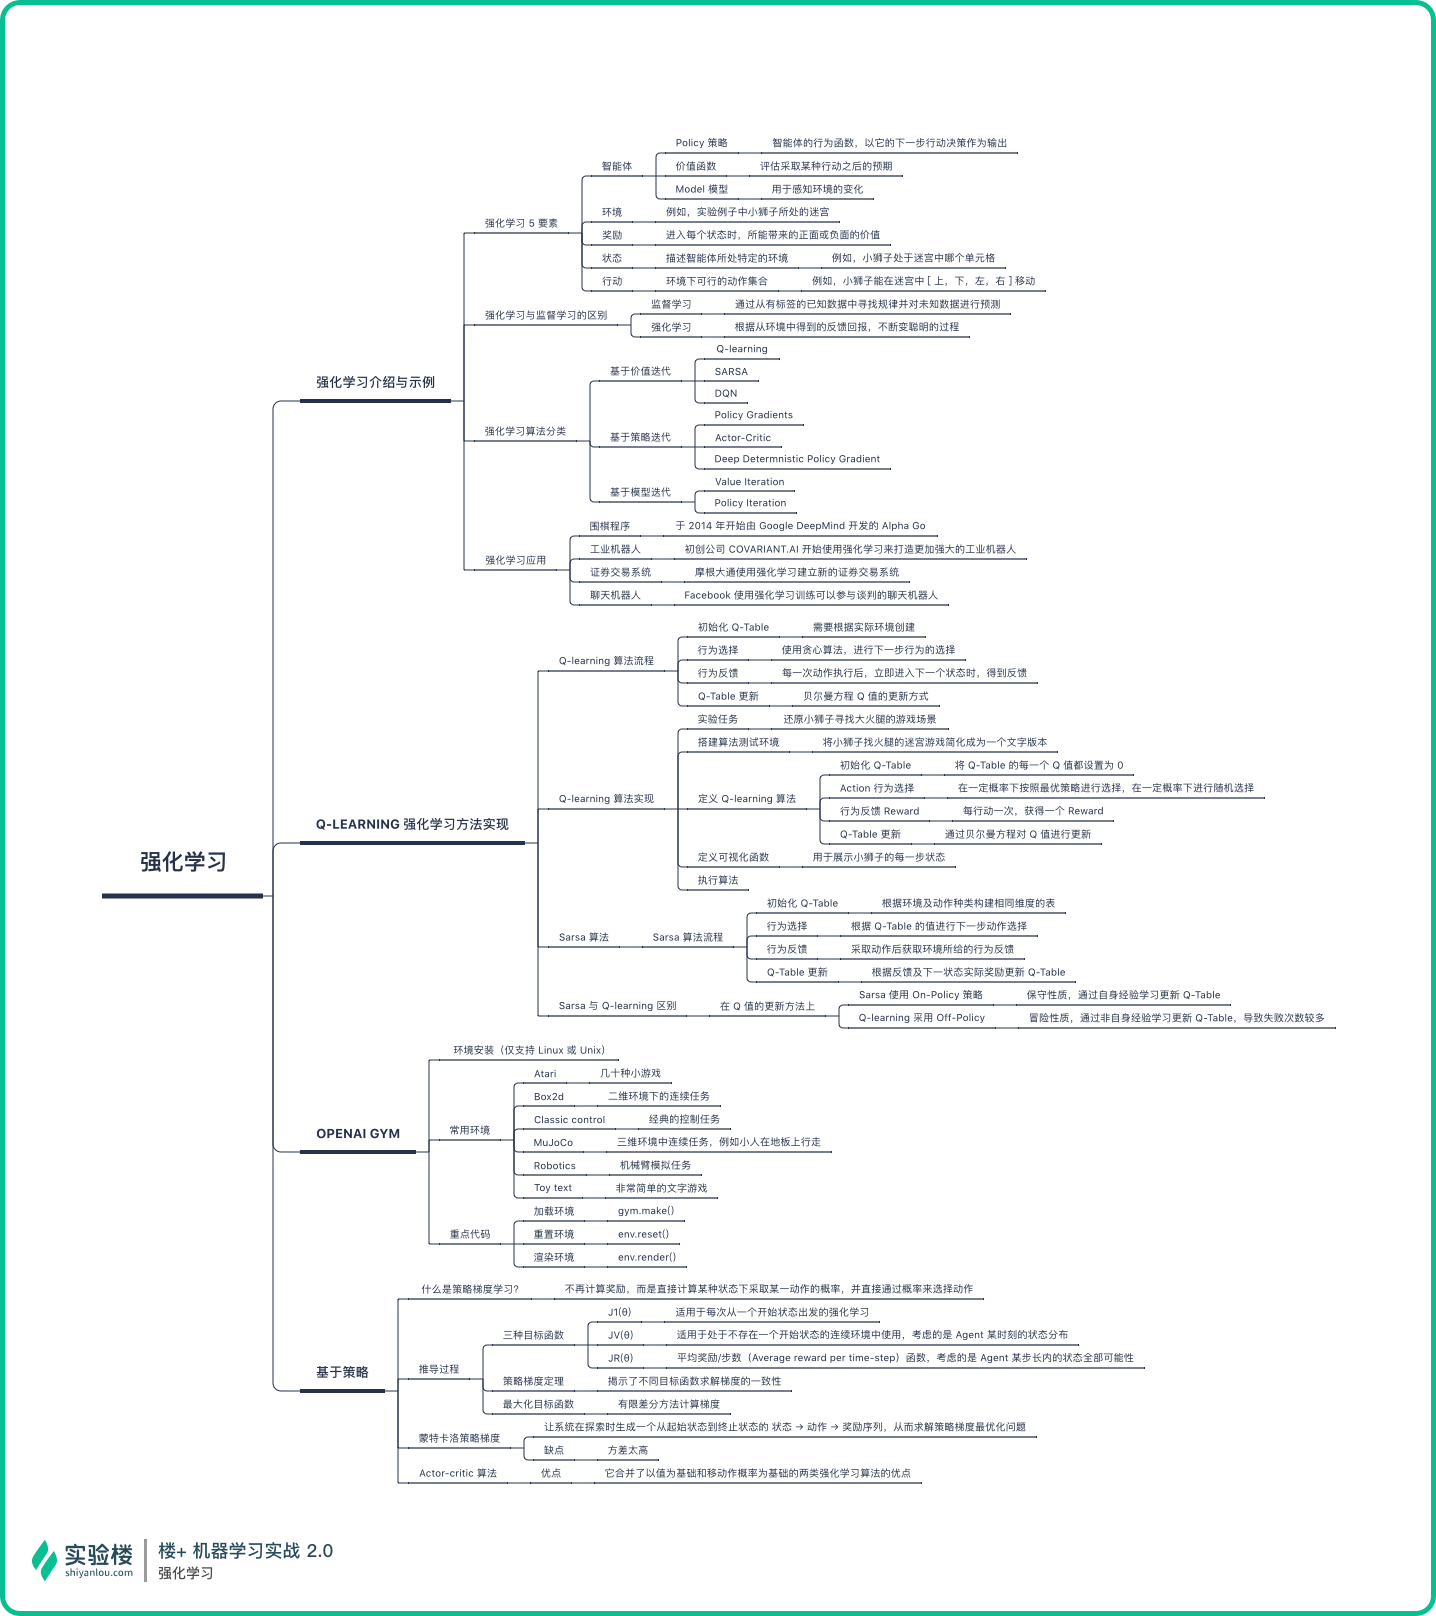 强化学习
强化学习介绍与示例
强化学习 5 要素
智能体
Policy 策略 智能体的行为函数，以它的下一步行动决策作为输出
价值函数 评估采取某种行动之后的预期
Model 模型 用于感知环境的变化
环境 例如，实验例子中小狮子所处的迷宫
奖励 进入每个状态时，所能带来的正面或负面的价值
状态 描述智能体所处特定的环境 例如，小狮子处于迷宫中哪个单元格
行动 环境下可行的动作集合 例如，小狮子能在迷宫中 [ 上，下，左，右 ] 移动
强化学习与监督学习的区别
监督学习 通过从有标签的已知数据中寻找规律并对未知数据进行预测
强化学习 根据从环境中得到的反馈回报，不断变聪明的过程
强化学习算法分类
基于价值迭代
Q-learning
SARSA
DQN
基于策略迭代
Policy Gradients
Actor-Critic
Deep Determnistic Policy Gradient
基于模型迭代
Value Iteration
Policy Iteration
强化学习应用
围棋程序 于 2014 年开始由 Google DeepMind 开发的 Alpha Go
工业机器人 初创公司 COVARIANT.AI 开始使用强化学习来打造更加强大的工业机器人
证券交易系统 摩根大通使用强化学习建立新的证券交易系统
聊天机器人 Facebook 使用强化学习训练可以参与谈判的聊天机器人
Q-LEARNING 强化学习方法实现
Q-learning 算法流程
初始化 Q-Table 需要根据实际环境创建
行为选择 使用贪心算法，进行下一步行为的选择
行为反馈 每一次动作执行后，立即进入下一个状态时，得到反馈
Q-Table 更新 贝尔曼方程 Q 值的更新方式
Q-learning 算法实现
实验任务 还原小狮子寻找大火腿的游戏场景
搭建算法测试环境 将小狮子找火腿的迷宫游戏简化成为一个文字版本
定义 Q-learning 算法
初始化 Q-Table 将 Q-Table 的每一个 Q 值都设置为 0
Action 行为选择 在一定概率下按照最优策略进行选择，在一定概率下进行随机选择
行为反馈 Reward 每行动一次，获得一个 Reward
Q-Table 更新 通过贝尔曼方程对 Q 值进行更新
定义可视化函数 用于展示小狮子的每一步状态
执行算法
Sarsa 算法 Sarsa 算法流程
初始化 Q-Table 根据环境及动作种类构建相同维度的表
行为选择 根据 Q-Table 的值进行下一步动作选择
行为反馈 采取动作后获取环境所给的行为反馈
Q-Table 更新 根据反馈及下一状态实际奖励更新 Q-Table
Sarsa 与 Q-learning 区别 在 Q 值的更新方法上
Sarsa 使用 On-Policy 策略 保守性质，通过自身经验学习更新 Q-Table
Q-learning 采用 Off-Policy 冒险性质，通过非自身经验学习更新 Q-Table，导致失败次数较多
OPENAI GYM
环境安装（仅支持 Linux 或 Unix）
常用环境
Atari 几十种小游戏
Box2d 二维环境下的连续任务
Classic control 经典的控制任务
MuJoCo 三维环境中连续任务，例如小人在地板上行走
Robotics 机械臂模拟任务
Toy text 非常简单的文字游戏
重点代码
加载环境 gym.make()
重置环境 env.reset()
渲染环境 env.render()
基于策略
什么是策略梯度学习？ 不再计算奖励，而是直接计算某种状态下采取某一动作的概率，并直接通过概率来选择动作
推导过程
三种目标函数
J1(θ) 适用于每次从一个开始状态出发的强化学习
JV(θ) 适用于处于不存在一个开始状态的连续环境中使用，考虑的是 Agent 某时刻的状态分布
JR(θ) 平均奖励/步数（Average reward per time-step）函数，考虑的是 Agent 某步长内的状态全部可能性
策略梯度定理 揭示了不同目标函数求解梯度的一致性
最大化目标函数 有限差分方法计算梯度
蒙特卡洛策略梯度
让系统在探索时生成一个从起始状态到终止状态的 状态 → 动作 → 奖励序列，从而求解策略梯度最优化问题
缺点 方差太高
Actor-critic 算法 优点 它合并了以值为基础和移动作概率为基础的两类强化学习算法的优点
实验楼
shiyanlou.com
楼+ 机器学习实战 2.0
强化学习